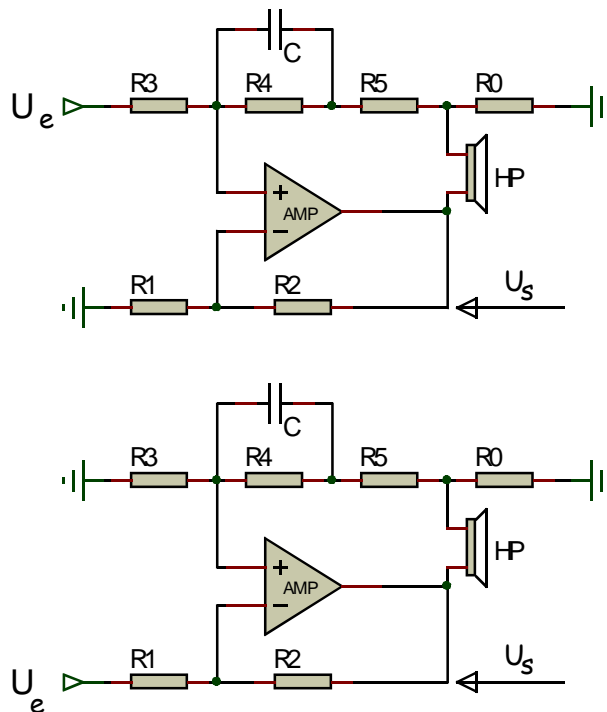 C
R3 R4 R5 R0
Ue
HP
+
AMP
−
R1 R2
Us
C
R3 R4 R5 R0
HP
+
AMP
−
R1 R2
Us
Ue